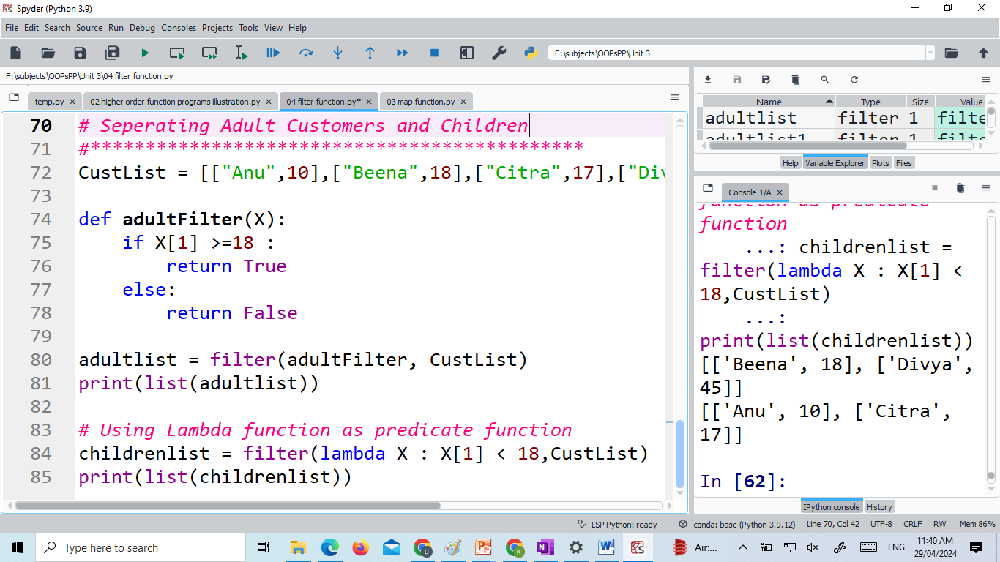 Spyder (Python 3.9)
File Edit Search Source Run Debug Consoles Projects Tools View Help
F:\subjects\OOPsPP\Unit 3
F:\subjects\OOPsPP\Unit 3\04 filter function.py
temp.py 02 higher order function programs illustration.py 04 filter function.py* 03 map function.py
70 # Seperating Adult Customers and Children
71 #*********************************************
72 CustList = [["Anu",10],["Beena",18],["Citra",17],["Div
73
74 def adultFilter(X):
75     if X[1] >=18 :
76         return True
77     else:
78         return False
79
80 adultlist = filter(adultFilter, CustList)
81 print(list(adultlist))
82
83 # Using Lambda function as predicate function
84 childrenlist = filter(lambda X : X[1] < 18,CustList)
85 print(list(childrenlist))
Name Type Size Value
adultlist filter 1 filte
adultlist1 filter 1 filte
Help Variable Explorer Plots Files
Console 1/A
function as predicate
function
    ...: childrenlist =
filter(lambda X : X[1] <
18,CustList)
    ...:
print(list(childrenlist))
[['Beena', 18], ['Divya',
45]]
[['Anu', 10], ['Citra',
17]]
In [62]:
IPython console History
LSP Python: ready conda: base (Python 3.9.12) Line 70, Col 42 UTF-8 CRLF RW Mem 86%
Type here to search
Air:... ENG 11:40 AM
29/04/2024